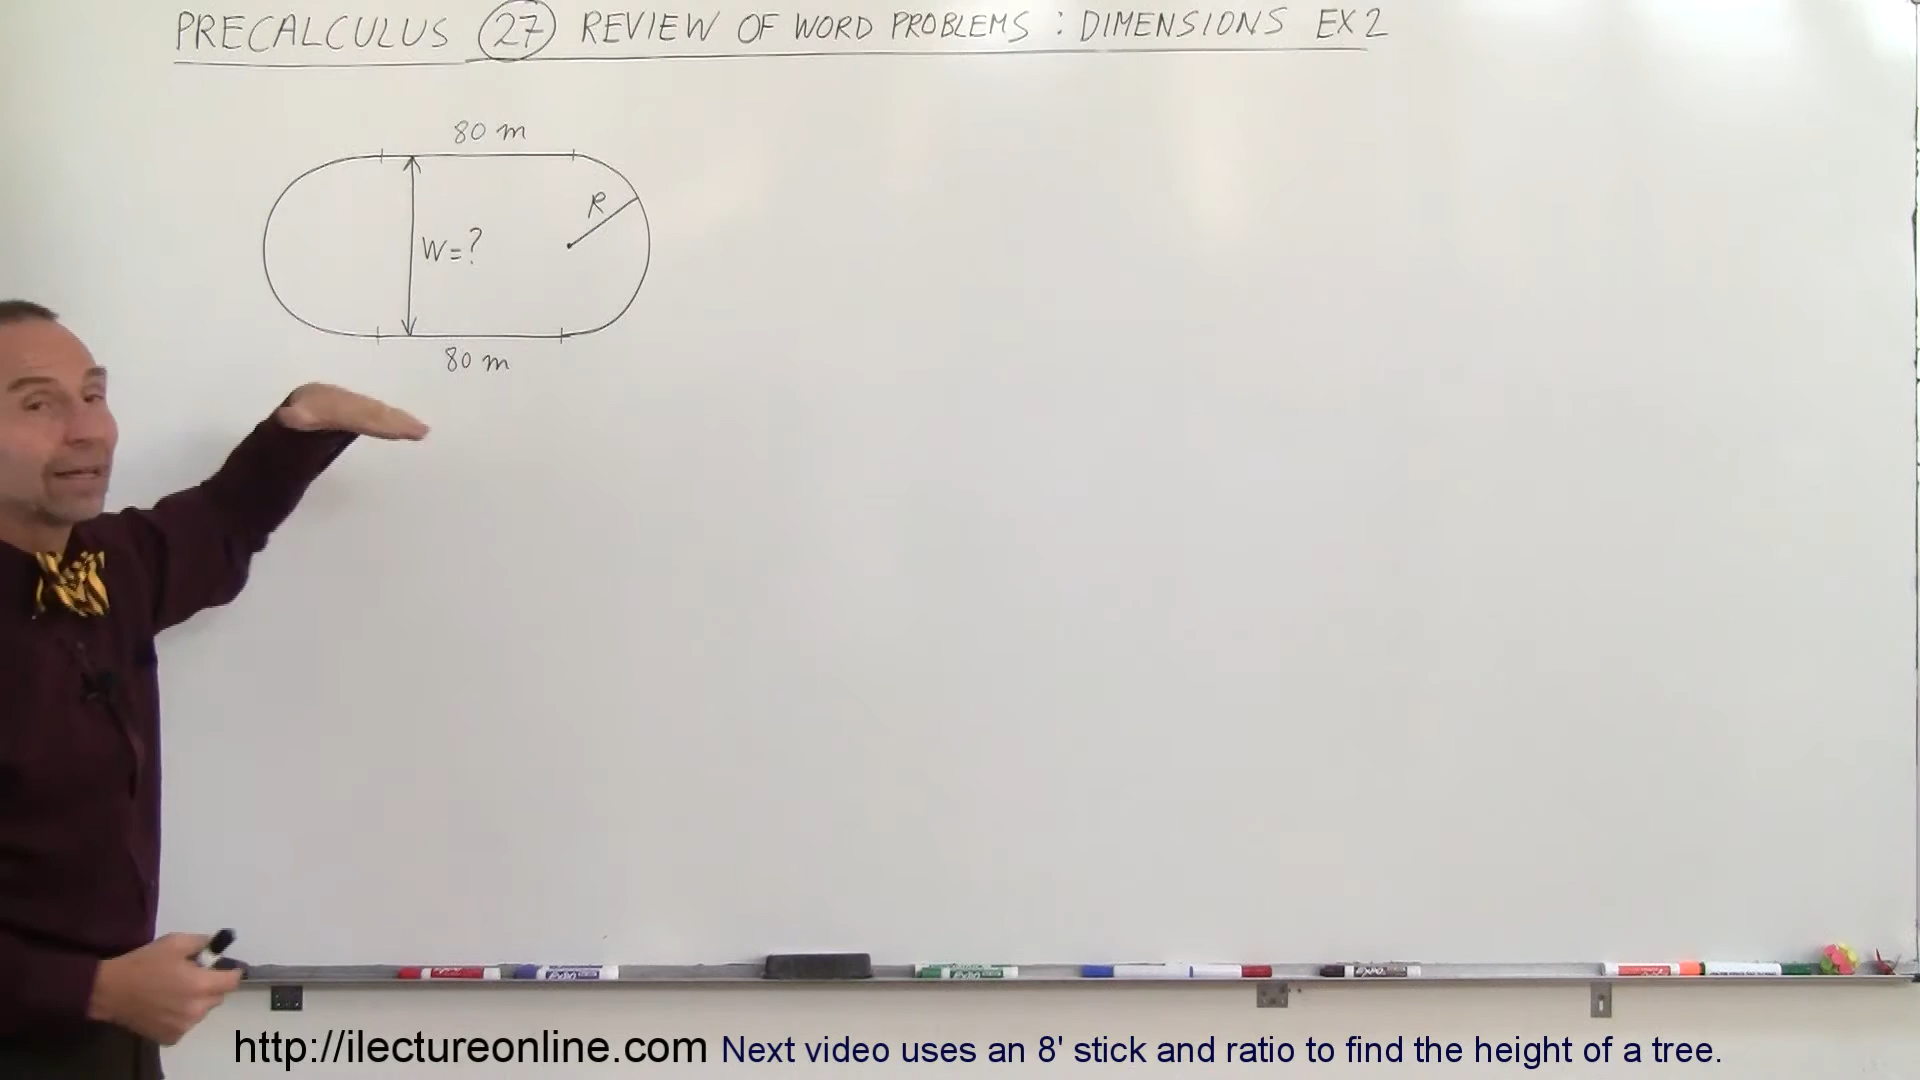 PRECALCULUS 27 REVIEW OF WORD PROBLEMS : DIMENSIONS EX 2
80 m
R
W=?
80 m
http://ilectureonline.com Next video uses an 8' stick and ratio to find the height of a tree.